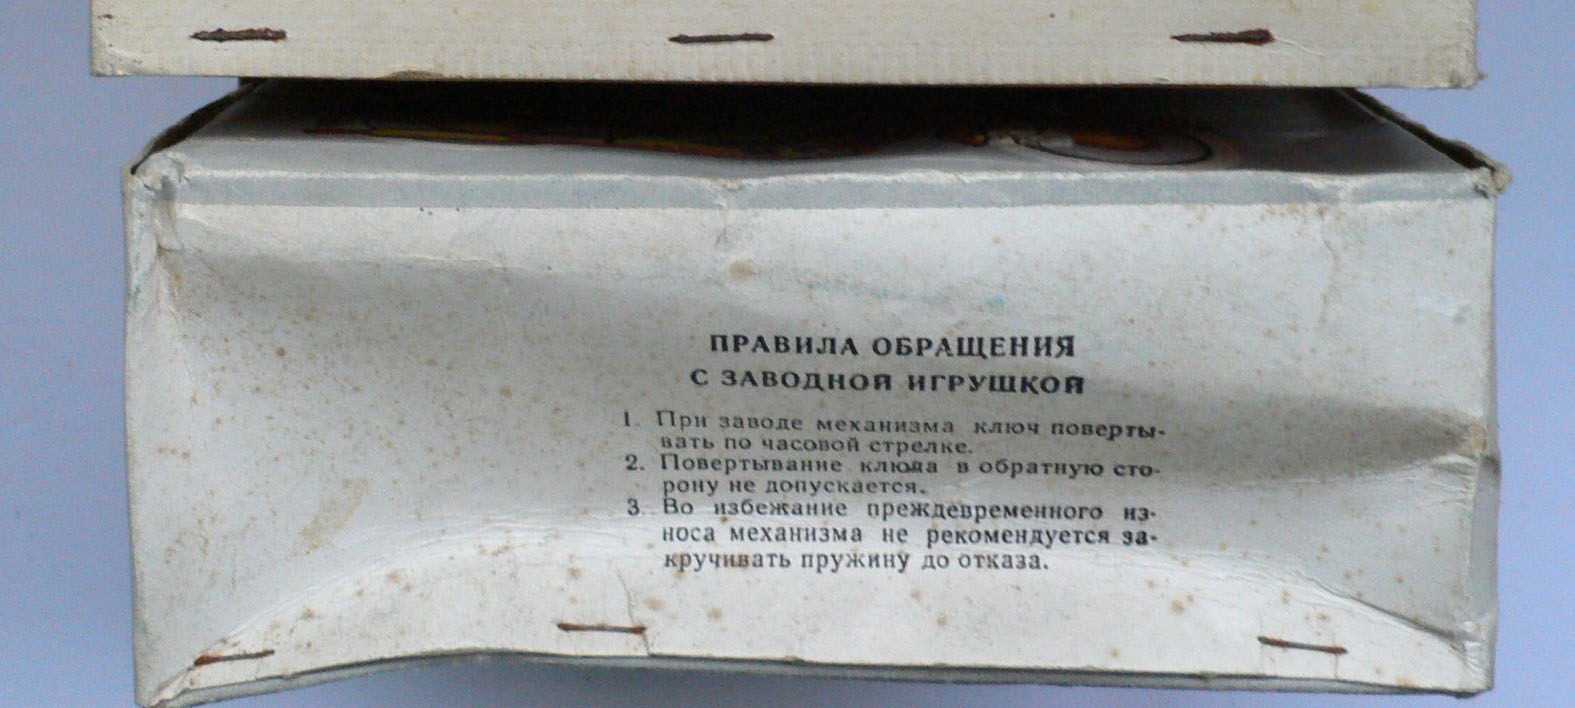 ПРАВИЛА ОБРАЩЕНИЯ
С ЗАВОДНОЙ ИГРУШКОЙ
1. При заводе механизма ключ поверты-
вать по часовой стрелке.
2. Повертывание ключа в обратную сто-
рону не допускается.
3. Во избежание преждевременного из-
носа механизма не рекомендуется за-
кручивать пружину до отказа.